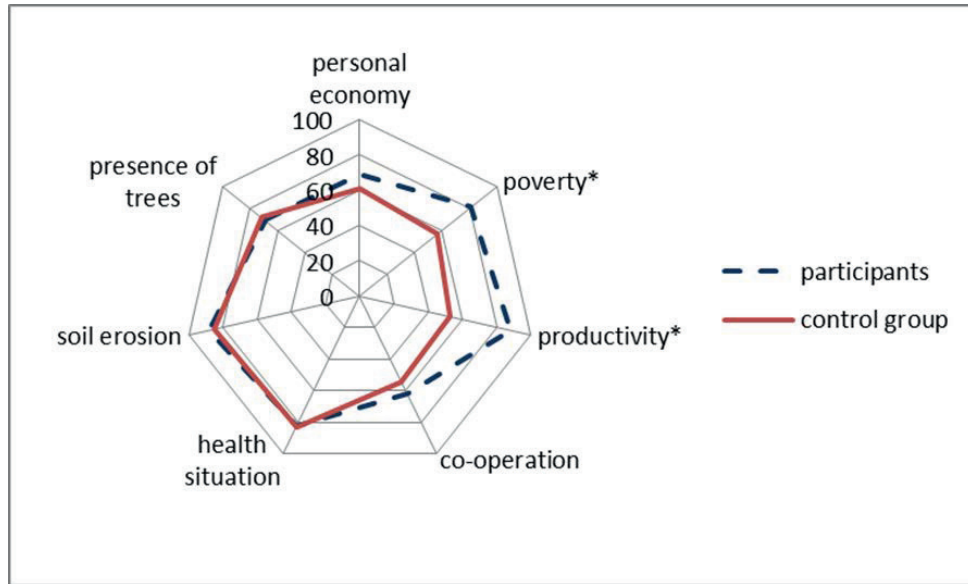 personal
economy
100
80
60
40
20
0
presence of
trees
poverty*
productivity*
co-operation
health
situation
soil erosion
participants
control group